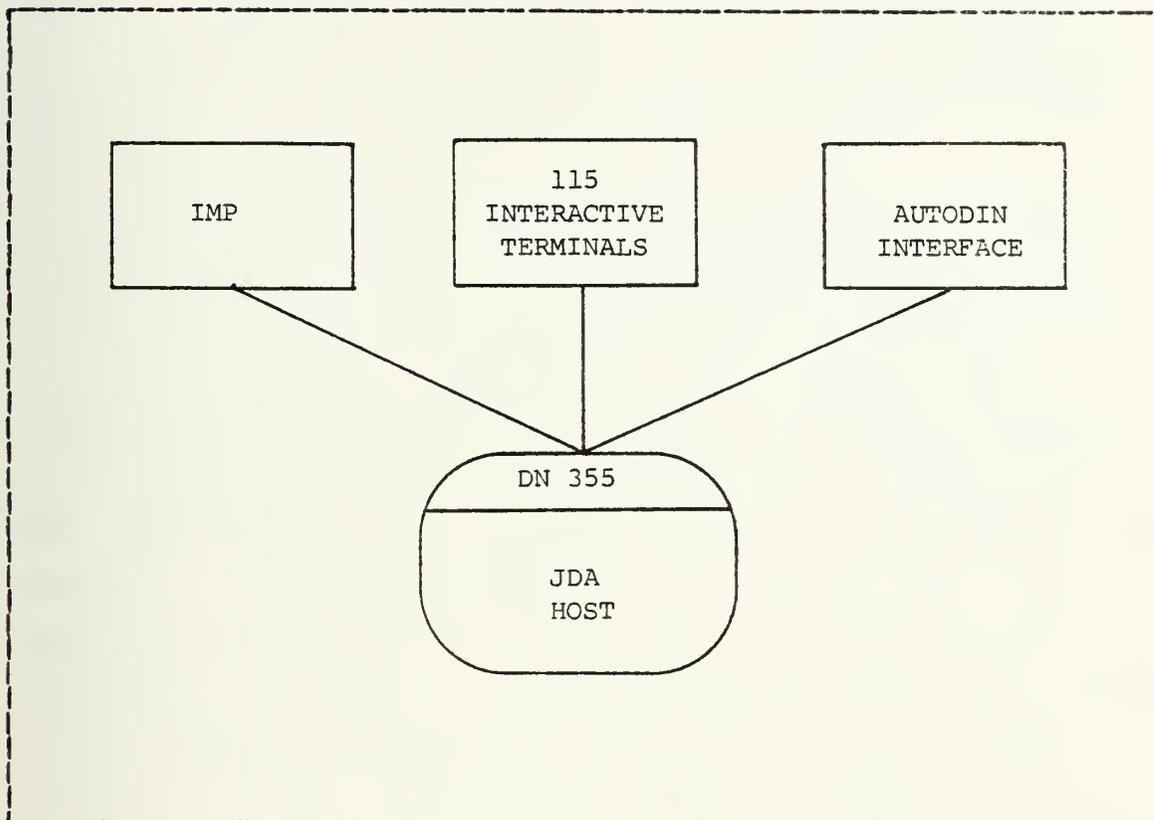 IMP
115
INTERACTIVE
TERMINALS
AUTODIN
INTERFACE
DN 355
JDA
HOST